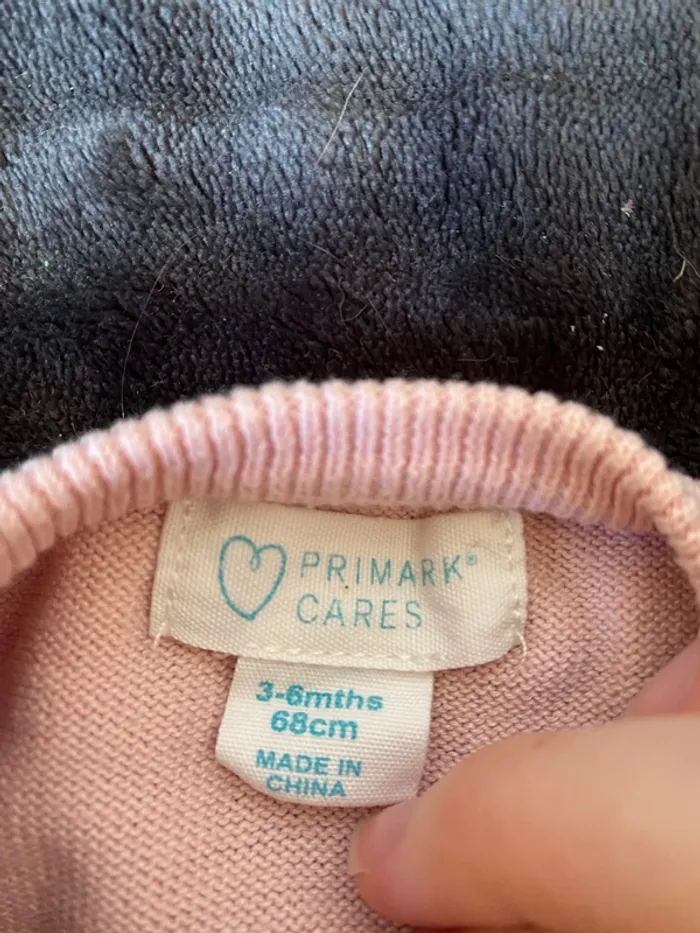 PRIMARK®
CARES
3-6mths
68cm
MADE IN
CHINA